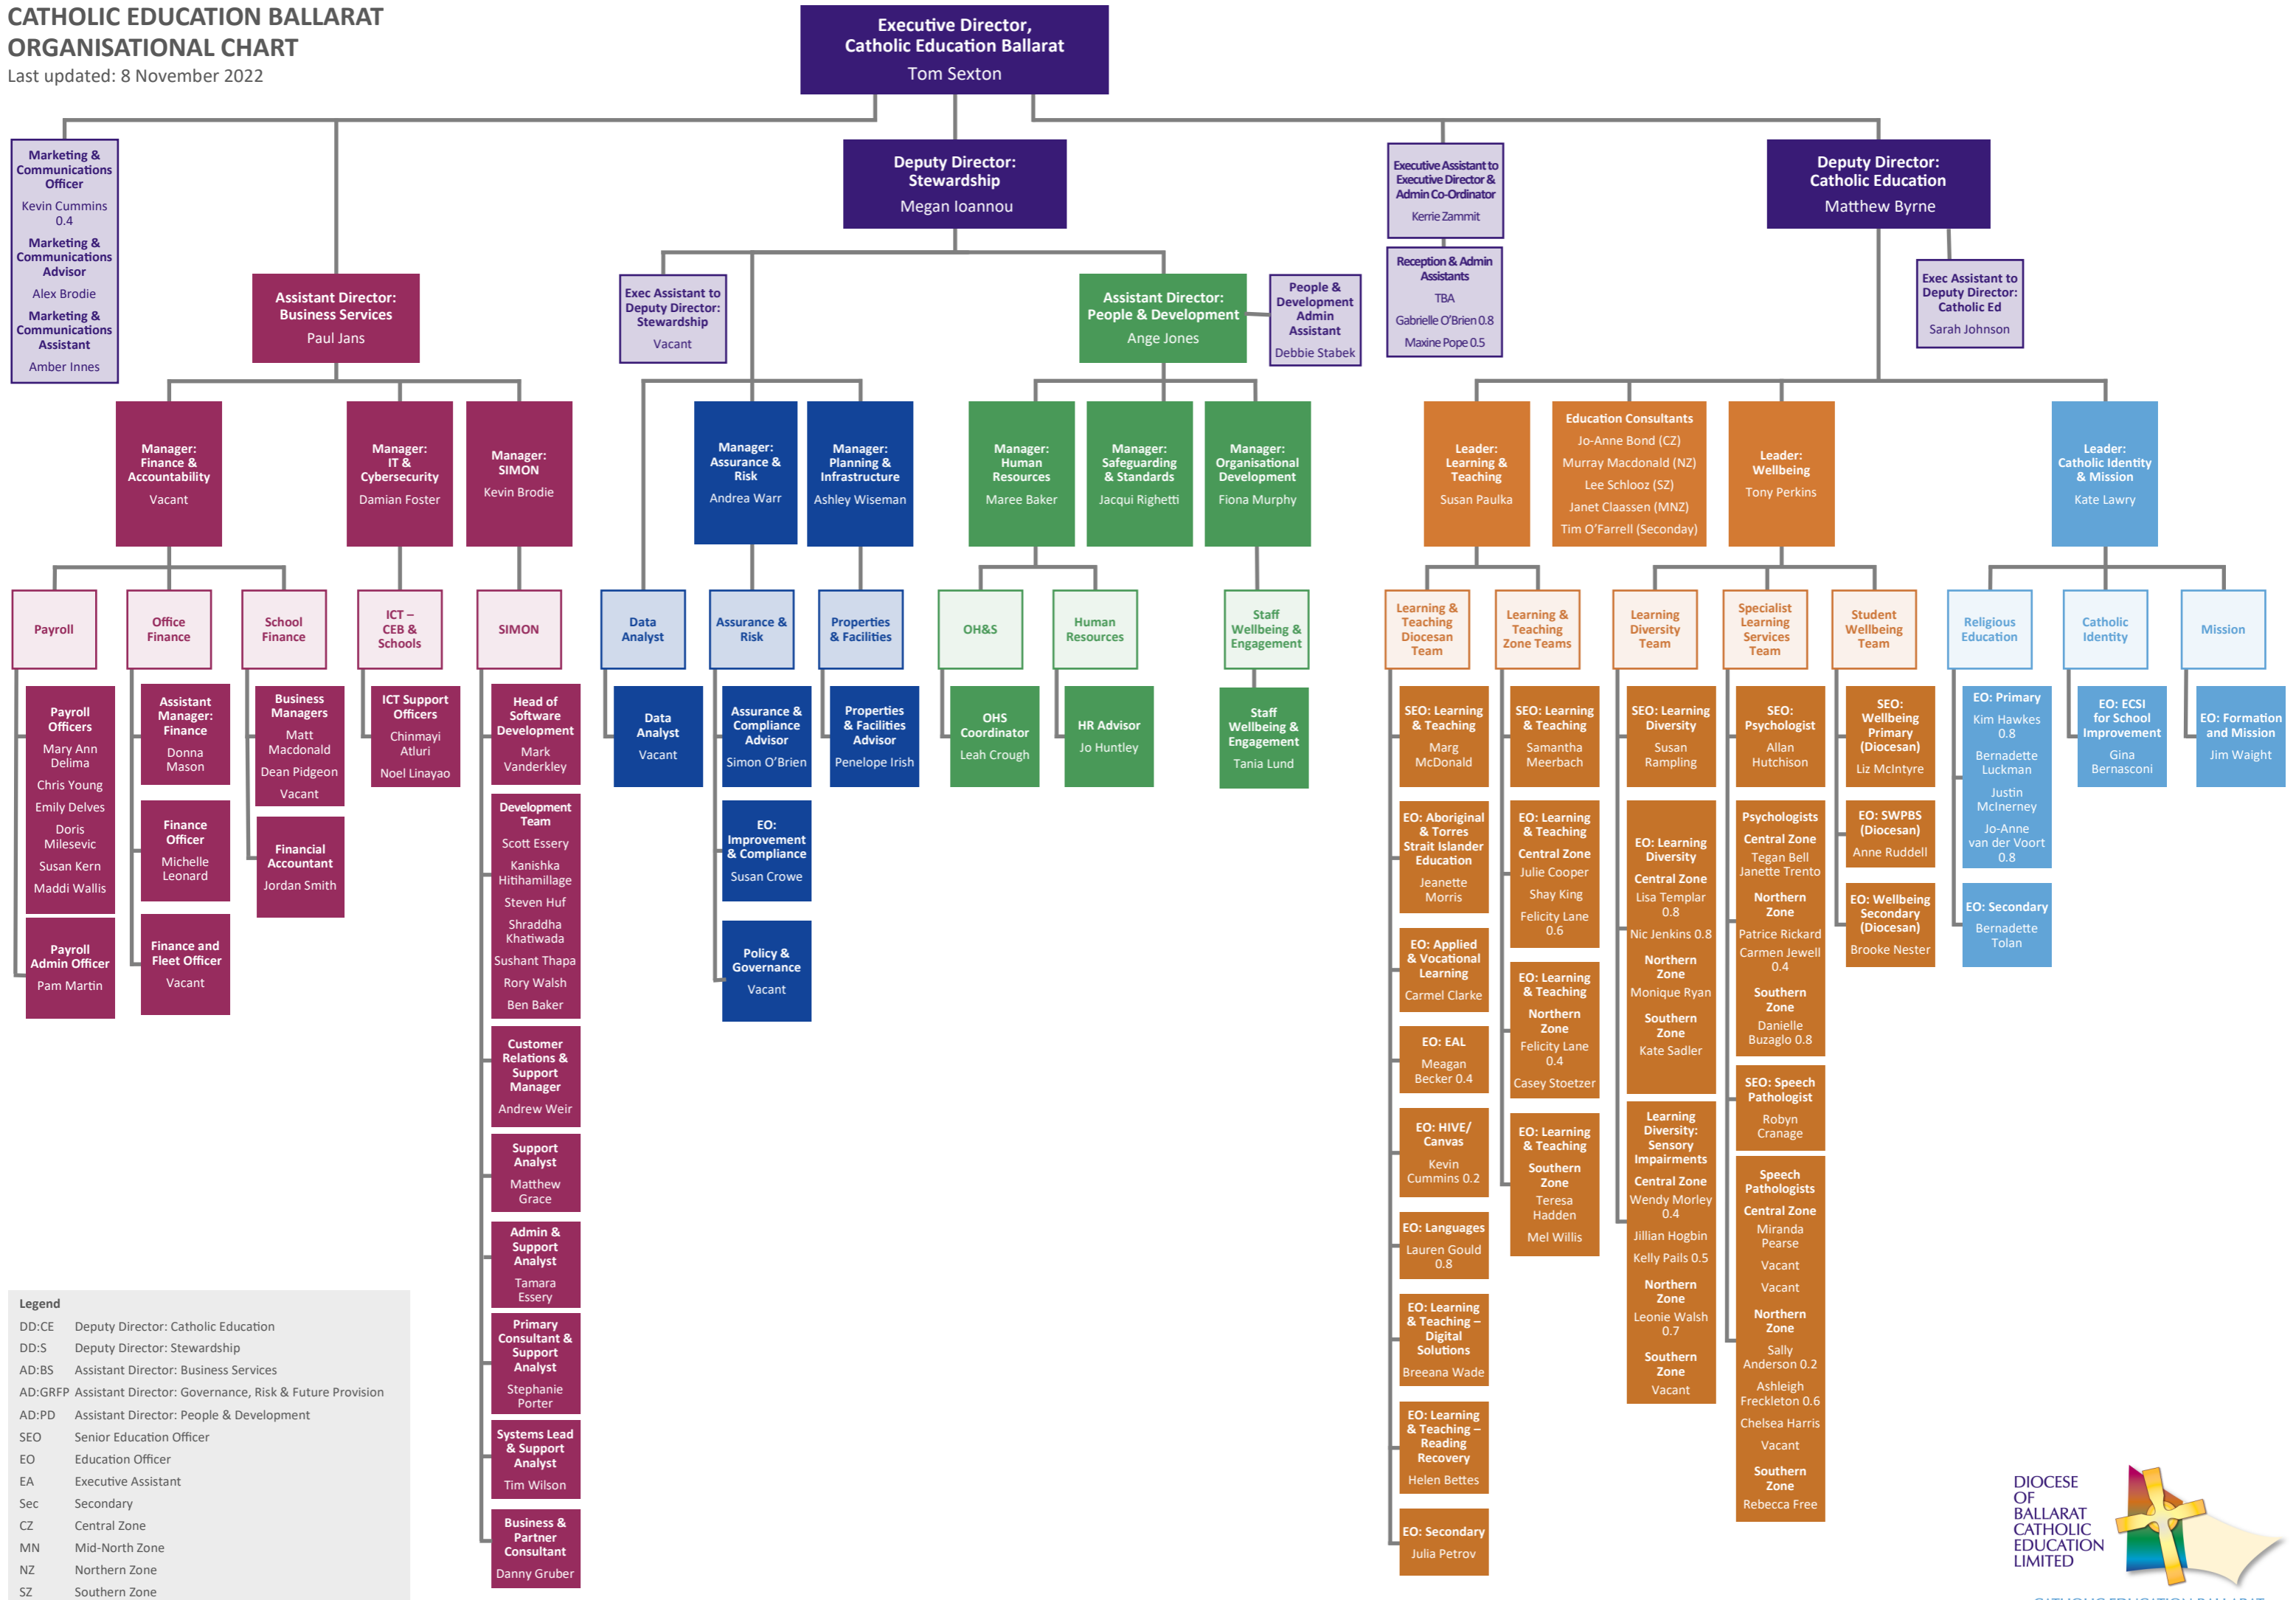 CATHOLIC EDUCATION BALLARAT
ORGANISATIONAL CHART
Last updated: 8 November 2022
Executive Director,
Catholic Education Ballarat
Tom Sexton
Marketing &
Communications
Officer
Kevin Cummins
0.4
Marketing &
Communications
Advisor
Alex Brodie
Marketing &
Communications
Assistant
Amber Innes
Deputy Director:
Stewardship
Megan Ioannou
Executive Assistant to
Executive Director &
Admin Co-Ordinator
Kerrie Zammit
Reception & Admin
Assistants
TBA
Gabrielle O'Brien 0.8
Maxine Pope 0.5
Deputy Director:
Catholic Education
Matthew Byrne
Exec Assistant to
Deputy Director:
Catholic Ed
Sarah Johnson
Assistant Director:
Business Services
Paul Jans
Exec Assistant to
Deputy Director:
Stewardship
Vacant
Assistant Director:
People & Development
Ange Jones
People &
Development
Admin
Assistant
Debbie Stabek
Manager:
Finance &
Accountability
Vacant
Manager:
IT &
Cybersecurity
Damian Foster
Manager:
SIMON
Kevin Brodie
Manager:
Assurance &
Risk
Andrea Warr
Manager:
Planning &
Infrastructure
Ashley Wiseman
Manager:
Human
Resources
Maree Baker
Manager:
Safeguarding
& Standards
Jacqui Righetti
Manager:
Organisational
Development
Fiona Murphy
Leader:
Learning &
Teaching
Susan Paulka
Education Consultants
Jo-Anne Bond (CZ)
Murray Macdonald (NZ)
Lee Schlooz (SZ)
Janet Claassen (MNZ)
Tim O'Farrell (Seconday)
Leader:
Wellbeing
Tony Perkins
Leader:
Catholic Identity
& Mission
Kate Lawry
Payroll
Office
Finance
School
Finance
ICT –
CEB &
Schools
SIMON
Data
Analyst
Assurance &
Risk
Properties
& Facilities
OH&S
Human
Resources
Staff
Wellbeing &
Engagement
Learning &
Teaching
Diocesan
Team
Learning &
Teaching
Zone Teams
Learning
Diversity
Team
Specialist
Learning
Services
Team
Student
Wellbeing
Team
Religious
Education
Catholic
Identity
Mission
Payroll
Officers
Mary Ann
Delima
Chris Young
Emily Delves
Doris
Milesevic
Susan Kern
Maddi Wallis
Payroll
Admin Officer
Pam Martin
Assistant
Manager:
Finance
Donna
Mason
Finance
Officer
Michelle
Leonard
Finance and
Fleet Officer
Vacant
Business
Managers
Matt
Macdonald
Dean Pidgeon
Vacant
Financial
Accountant
Jordan Smith
ICT Support
Officers
Chinmayi
Atluri
Noel Linayao
Head of
Software
Development
Mark
Vanderkley
Development
Team
Scott Essery
Kanishka
Hitihamillage
Steven Huf
Shraddha
Khatiwada
Sushant Thapa
Rory Walsh
Ben Baker
Customer
Relations &
Support
Manager
Andrew Weir
Support
Analyst
Matthew
Grace
Admin &
Support
Analyst
Tamara
Essery
Primary
Consultant &
Support
Analyst
Stephanie
Porter
Systems Lead
& Support
Analyst
Tim Wilson
Business &
Partner
Consultant
Danny Gruber
Data
Analyst
Vacant
Assurance &
Compliance
Advisor
Simon O'Brien
EO:
Improvement
& Compliance
Susan Crowe
Policy &
Governance
Vacant
Properties
& Facilities
Advisor
Penelope Irish
OHS
Coordinator
Leah Crough
HR Advisor
Jo Huntley
Staff
Wellbeing &
Engagement
Tania Lund
SEO: Learning
& Teaching
Marg
McDonald
EO: Aboriginal
& Torres
Strait Islander
Education
Jeanette
Morris
EO: Applied
& Vocational
Learning
Carmel Clarke
EO: EAL
Meagan
Becker 0.4
EO: HIVE/
Canvas
Kevin
Cummins 0.2
EO: Languages
Lauren Gould
0.8
EO: Learning
& Teaching –
Digital
Solutions
Breeana Wade
EO: Learning
& Teaching –
Reading
Recovery
Helen Bettes
EO: Secondary
Julia Petrov
SEO: Learning
& Teaching
Samantha
Meerbach
EO: Learning
& Teaching
Central Zone
Julie Cooper
Shay King
Felicity Lane
0.6
EO: Learning
& Teaching
Northern
Zone
Felicity Lane
0.4
Casey Stoetzer
EO: Learning
& Teaching
Southern
Zone
Teresa
Hadden
Mel Willis
SEO: Learning
Diversity
Susan
Rampling
EO: Learning
Diversity
Central Zone
Lisa Templar
0.8
Nic Jenkins 0.8
Northern
Zone
Monique Ryan
Southern
Zone
Kate Sadler
Learning
Diversity:
Sensory
Impairments
Central Zone
Wendy Morley
0.4
Jillian Hogbin
Kelly Pails 0.5
Northern
Zone
Leonie Walsh
0.7
Southern
Zone
Vacant
SEO:
Psychologist
Allan
Hutchison
Psychologists
Central Zone
Tegan Bell
Janette Trento
Northern
Zone
Patrice Rickard
Carmen Jewell
0.4
Southern
Zone
Danielle
Buzaglo 0.8
SEO: Speech
Pathologist
Robyn
Cranage
Speech
Pathologists
Central Zone
Miranda
Pearse
Vacant
Vacant
Northern
Zone
Sally
Anderson 0.2
Ashleigh
Freckleton 0.6
Chelsea Harris
Vacant
Southern
Zone
Rebecca Free
SEO:
Wellbeing
Primary
(Diocesan)
Liz McIntyre
EO: SWPBS
(Diocesan)
Anne Ruddell
EO: Wellbeing
Secondary
(Diocesan)
Brooke Nester
EO: Primary
Kim Hawkes
0.8
Bernadette
Luckman
Justin
McInerney
Jo-Anne
van der Voort
0.8
EO: Secondary
Bernadette
Tolan
EO: ECSI
for School
Improvement
Gina
Bernasconi
EO: Formation
and Mission
Jim Waight
Legend
DD:CE Deputy Director: Catholic Education
DD:S Deputy Director: Stewardship
AD:BS Assistant Director: Business Services
AD:GRFP Assistant Director: Governance, Risk & Future Provision
AD:PD Assistant Director: People & Development
SEO Senior Education Officer
EO Education Officer
EA Executive Assistant
Sec Secondary
CZ Central Zone
MN Mid-North Zone
NZ Northern Zone
SZ Southern Zone
DIOCESE
OF
BALLARAT
CATHOLIC
EDUCATION
LIMITED
CATHOLIC EDUCATION BALLARAT